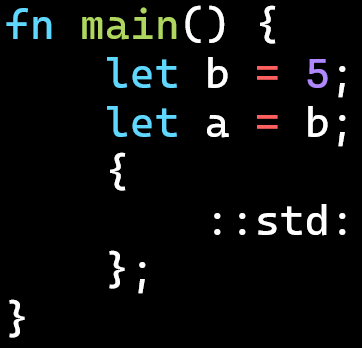 fn main() {
    let b = 5;
    let a = b;
    {
        ::std:
    };
}